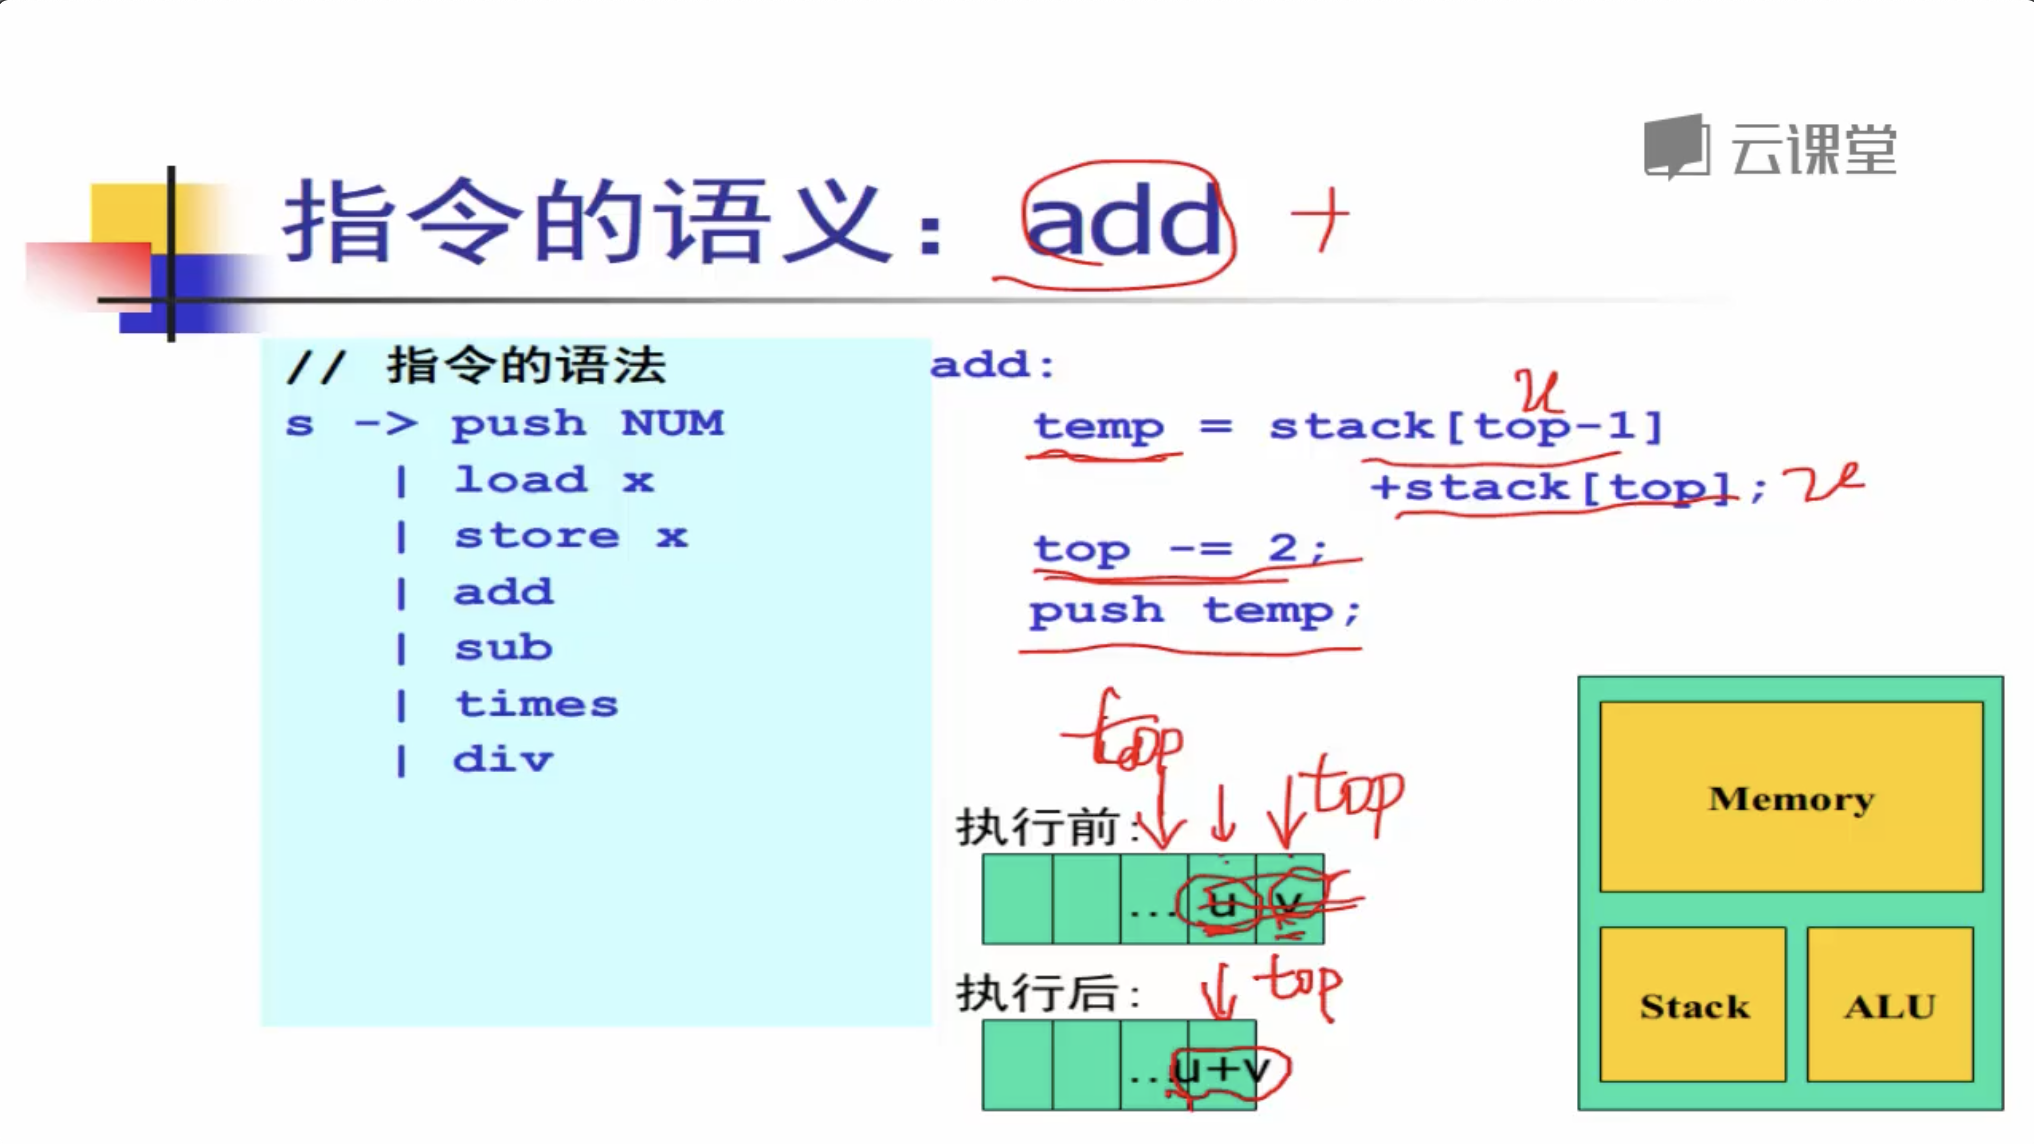 云课堂
指令的语义：add +
// 指令的语法
s -> push NUM
| load x
| store x
| add
| sub
| times
| div
add:
u
temp = stack[top-1]
+stack[top]; v
top -= 2;
push temp;
top
top
执行前：
... u v
执行后：
top
...u+v
Memory
Stack
ALU